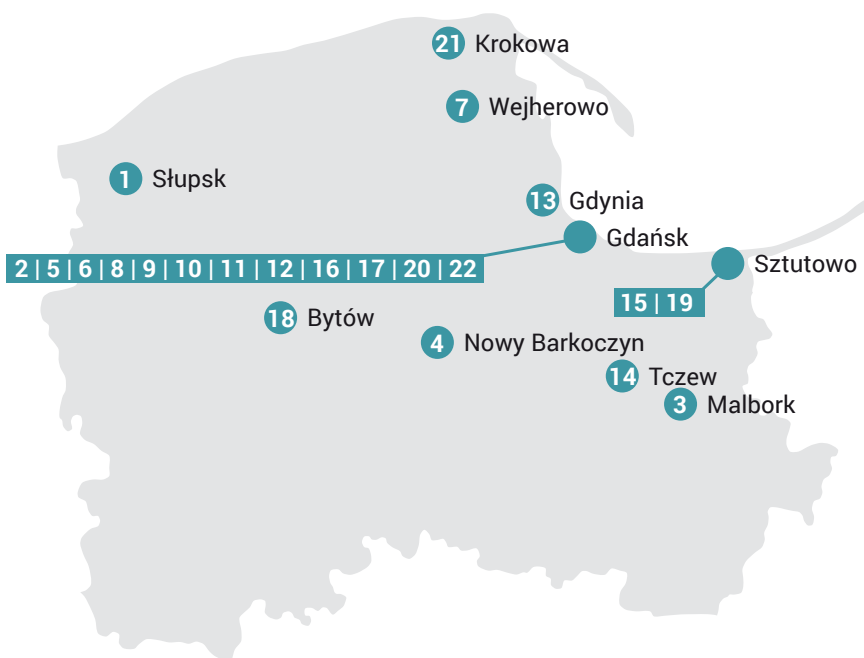 21 Krokowa
7 Wejherowo
1 Słupsk
13 Gdynia
Gdańsk
2 | 5 | 6 | 8 | 9 | 10 | 11 | 12 | 16 | 17 | 20 | 22
Sztutowo
15 | 19
18 Bytów
4 Nowy Barkoczyn
14 Tczew
3 Malbork